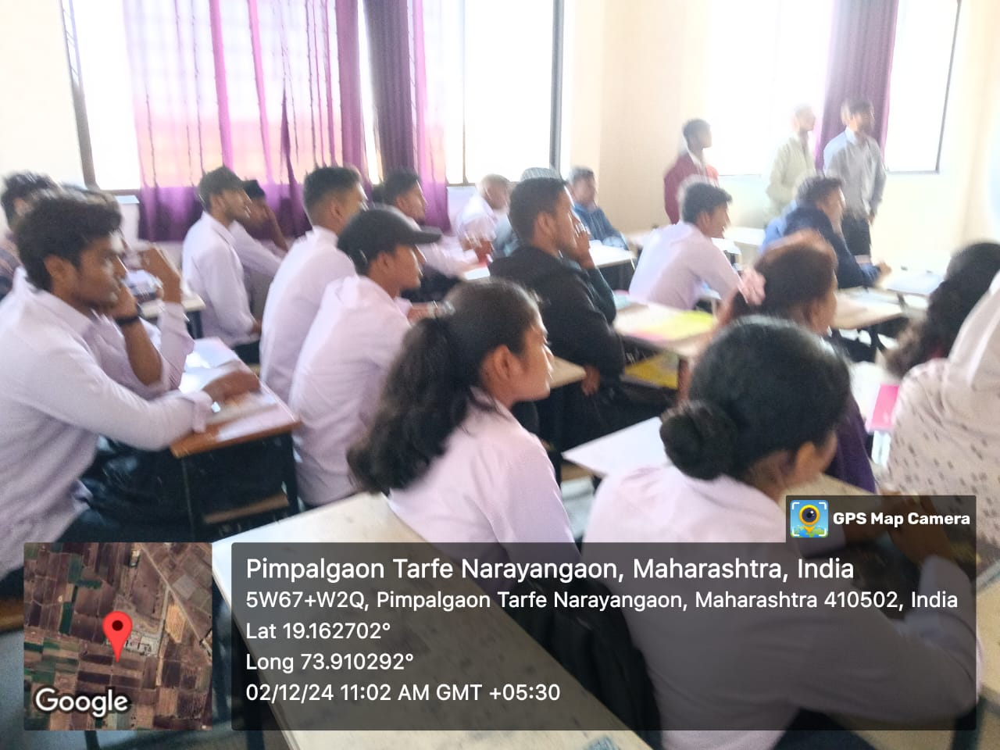 GPS Map Camera
Pimpalgaon Tarfe Narayangaon, Maharashtra, India
5W67+W2Q, Pimpalgaon Tarfe Narayangaon, Maharashtra 410502, India
Lat 19.162702°
Long 73.910292°
02/12/24 11:02 AM GMT +05:30
Google